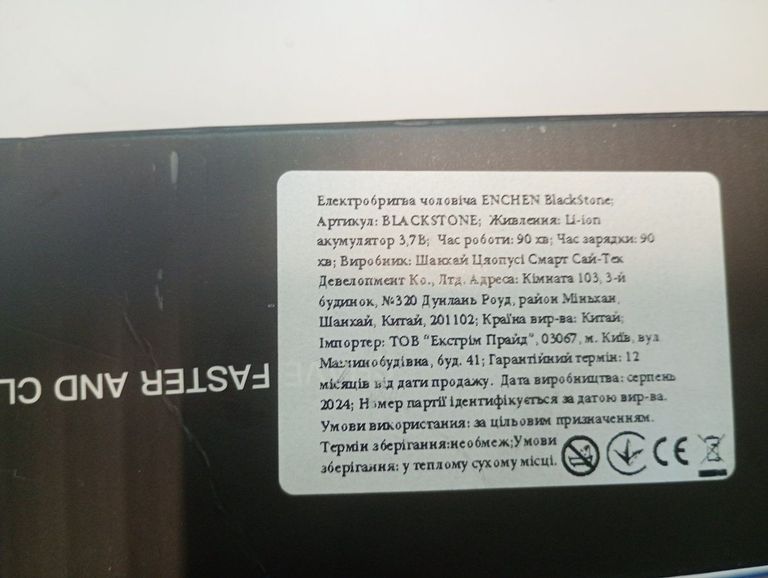 Електробритва чоловіча ENCHEN BlackStone;
Артикул: BLACKSTONE; Живлення: Li-ion
акумулятор 3,7В; Час роботи: 90 хв; Час зарядки: 90
хв; Виробник: Шанхай Цяопусі Смарт Сай-Тек
Девелопмент Ко., Лтд. Адреса: Кімната 103, 3-й
будинок, №320 Дунлань Роуд, район Міньхан,
Шанхай, Китай, 201102; Країна вир-ва: Китай;
Імпортер: ТОВ "Екстрім Прайд", 03067, м. Київ, вул
Машинобудівна, буд. 41; Гарантійний термін: 12
місяців від дати продажу. Дата виробництва: серпень
2024; Номер партії ідентифікується за датою вир-ва.
Умови використання: за цільовим призначенням.
Термін зберігання:необмеж;Умови
зберігання: у теплому сухому місці.
CE
FASTER AND CL